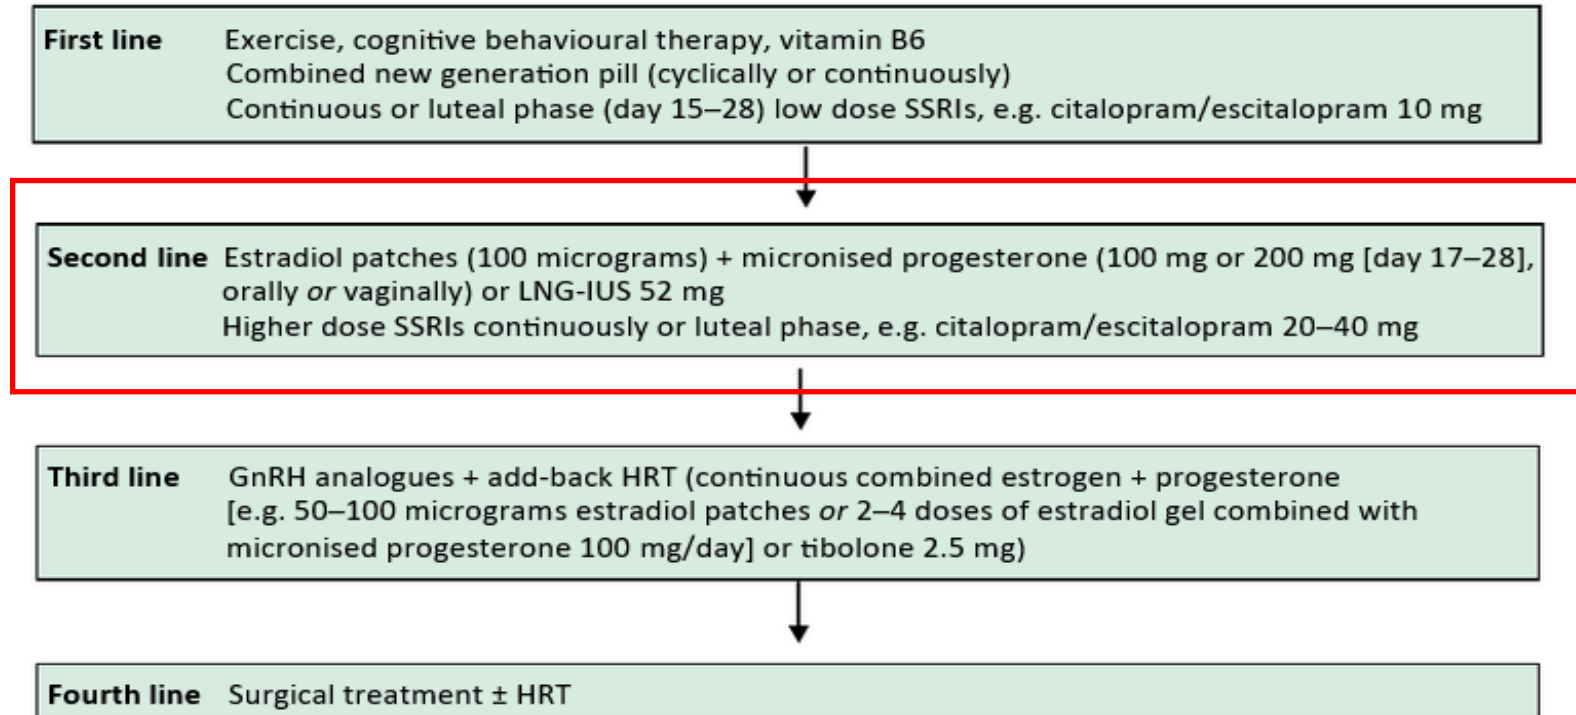 First line Exercise, cognitive behavioural therapy, vitamin B6
Combined new generation pill (cyclically or continuously)
Continuous or luteal phase (day 15–28) low dose SSRIs, e.g. citalopram/escitalopram 10 mg
Second line Estradiol patches (100 micrograms) + micronised progesterone (100 mg or 200 mg [day 17–28],
orally or vaginally) or LNG-IUS 52 mg
Higher dose SSRIs continuously or luteal phase, e.g. citalopram/escitalopram 20–40 mg
Third line GnRH analogues + add-back HRT (continuous combined estrogen + progesterone
[e.g. 50–100 micrograms estradiol patches or 2–4 doses of estradiol gel combined with
micronised progesterone 100 mg/day] or tibolone 2.5 mg)
Fourth line Surgical treatment ± HRT